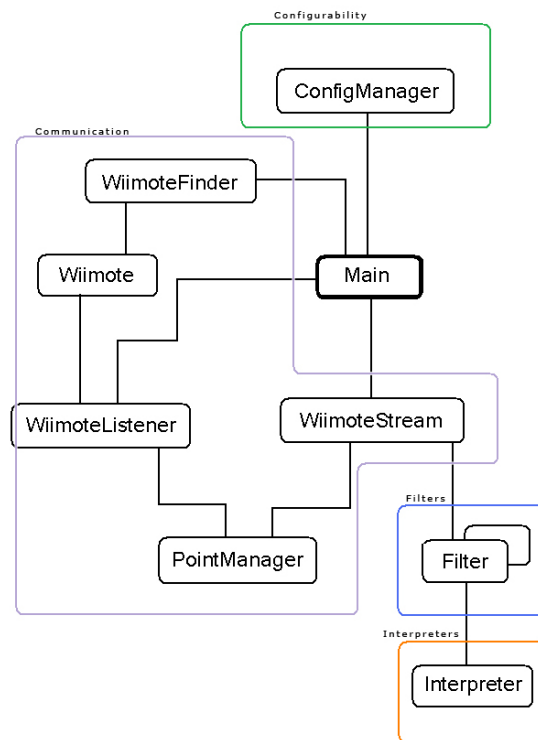 Configurability
ConfigManager
Communication
WiimoteFinder
Wiimote
Main
WiimoteListener
WiimoteStream
Filters
PointManager
Filter
Interpreters
Interpreter